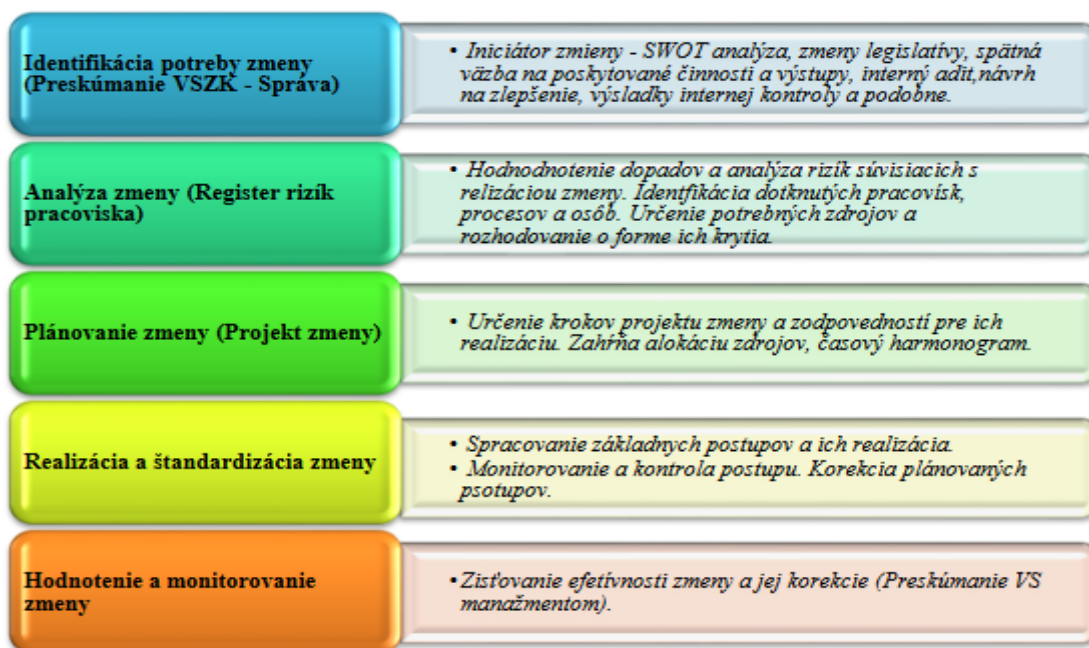 Identifikácia potreby zmeny
(Preskúmanie VSZK - Správa)
• Iniciátor zmieny - SWOT analýza, zmeny legislatívy, spätná
väzba na poskytované činnosti a výstupy, interný adit,návrh
na zlepšenie, výsladky internej kontroly a podobne.
Analýza zmeny (Register rizík
pracoviska)
• Hodnodnotenie dopadov a analýza rizík súvisiacich s
relizáciou zmeny. Identfikácia dotknutých pracovísk,
procesov a osôb. Určenie potrebných zdrojov a
rozhodovanie o forme ich krytia.
Plánovanie zmeny (Projekt zmeny)
• Určenie krokov projektu zmeny a zodpovedností pre ich
realizáciu. Zahŕňa alokáciu zdrojov, časový harmonogram.
Realizácia a štandardizácia zmeny
• Spracovanie základnych postupov a ich realizácia.
• Monitorovanie a kontrola postupu. Korekcia plánovaných
psotupov.
Hodnotenie a monitorovanie
zmeny
• Zisťovanie efetívnosti zmeny a jej korekcie (Preskúmanie VS
manažmentom).